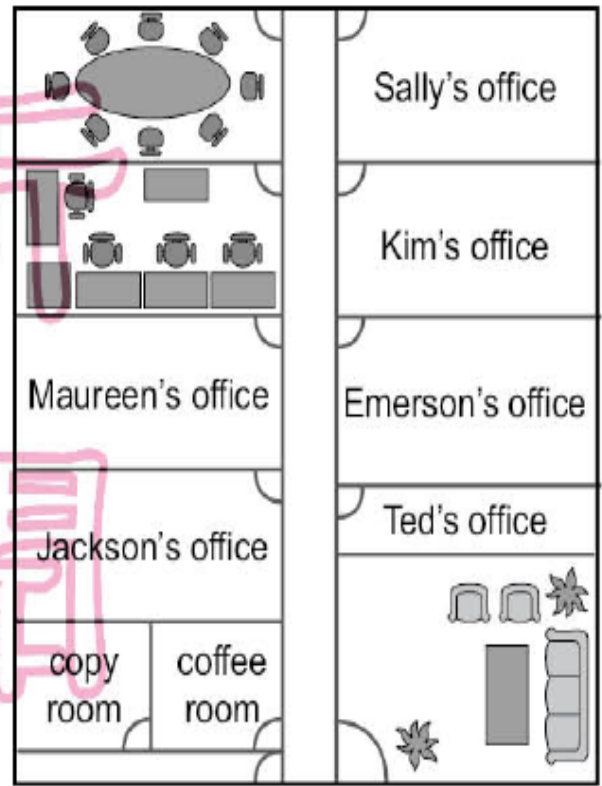 Sally's office
Kim's office
Maureen's office
Emerson's office
Jackson's office
Ted's office
copy
room
coffee
room